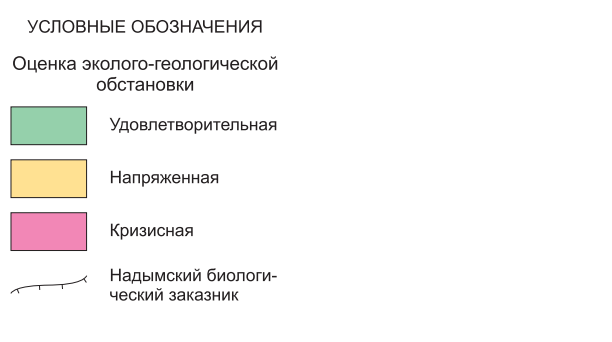 УСЛОВНЫЕ ОБОЗНАЧЕНИЯ
Оценка эколого-геологической
обстановки
Удовлетворительная
Напряженная
Кризисная
Надымский биологи-
ческий заказник